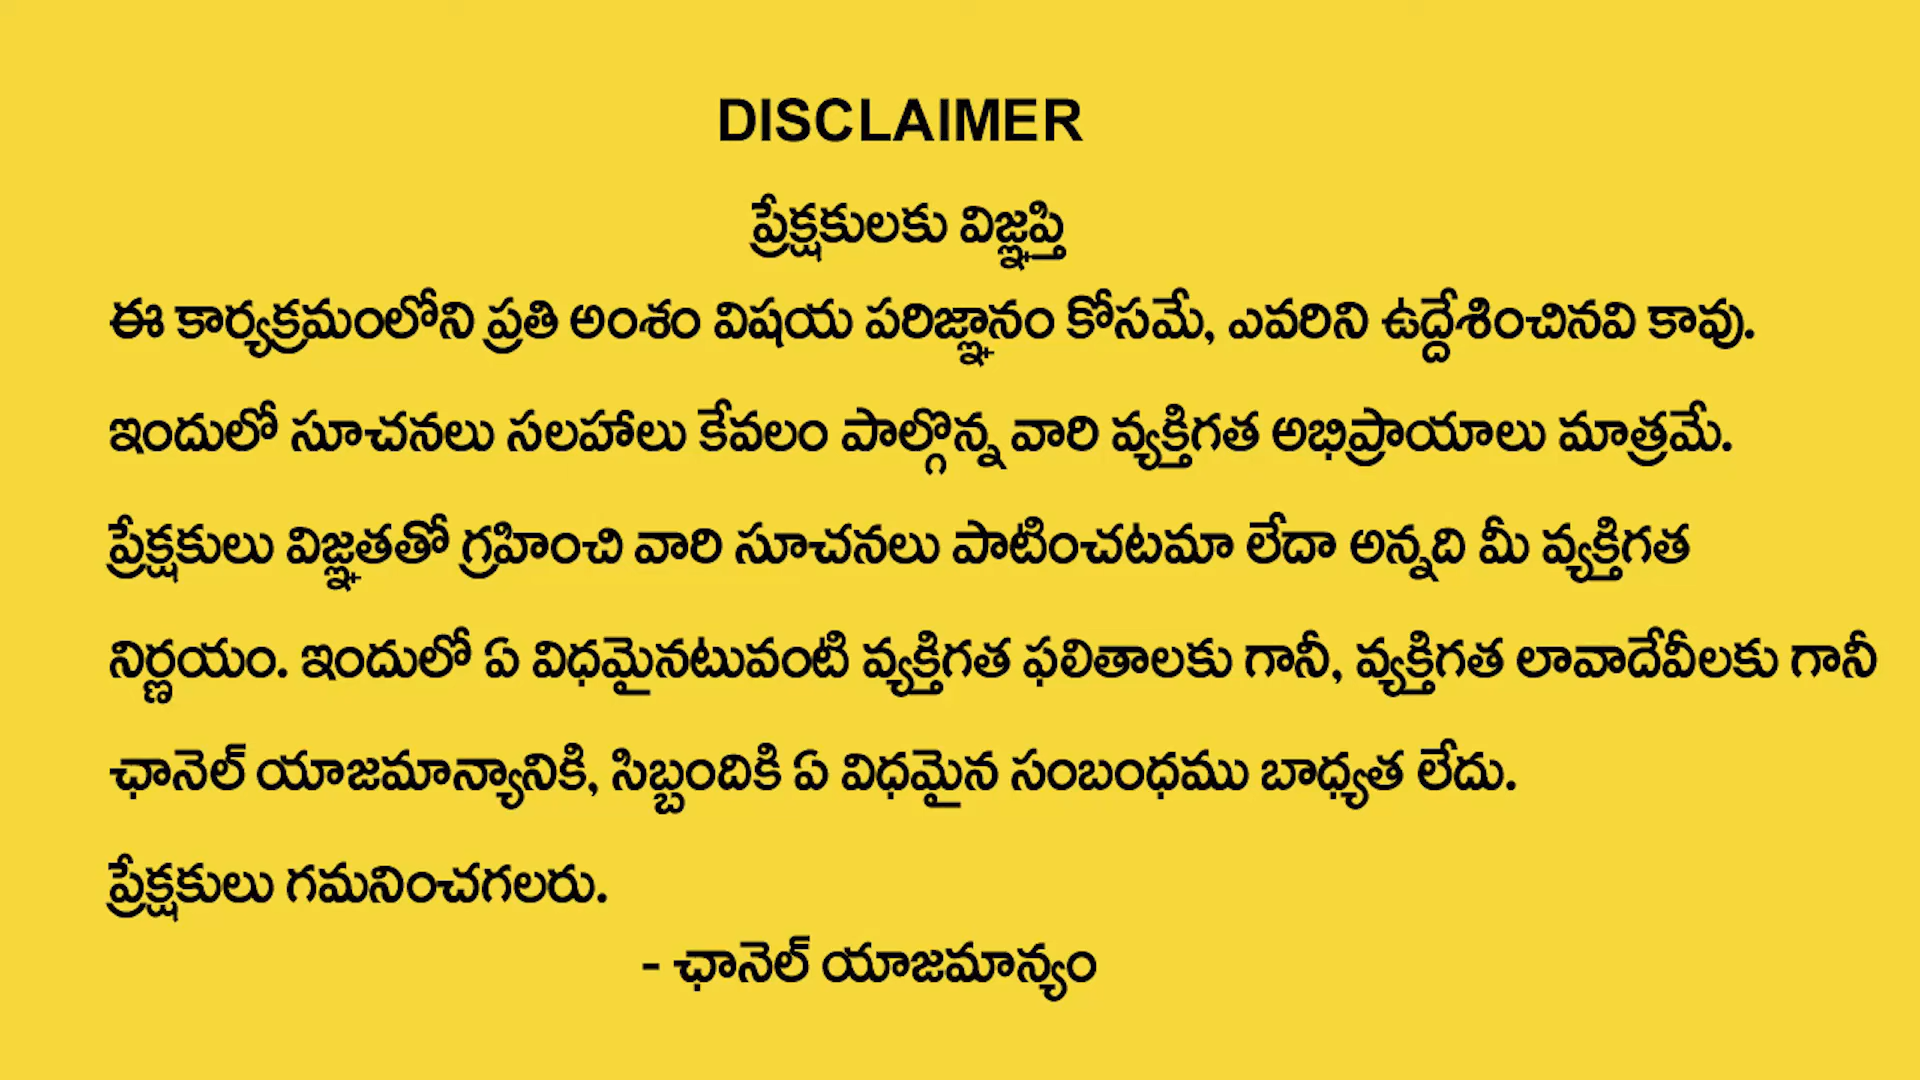 DISCLAIMER
ప్రేక్షకులకు విజ్ఞప్తి
ఈ కార్యక్రమంలోని ప్రతి అంశం విషయ పరిజ్ఞానం కోసమే, ఎవరిని ఉద్దేశించినవి కావు.
ఇందులో సూచనలు సలహాలు కేవలం పాల్గొన్న వారి వ్యక్తిగత అభిప్రాయాలు మాత్రమే.
ప్రేక్షకులు విజ్ఞతతో గ్రహించి వారి సూచనలు పాటించటమా లేదా అన్నది మీ వ్యక్తిగత
నిర్ణయం. ఇందులో ఏ విధమైనటువంటి వ్యక్తిగత ఫలితాలకు గానీ, వ్యక్తిగత లావాదేవీలకు గానీ
ఛానెల్ యాజమాన్యానికి, సిబ్బందికి ఏ విధమైన సంబంధము బాధ్యత లేదు.
ప్రేక్షకులు గమనించగలరు.
- ఛానెల్ యాజమాన్యం